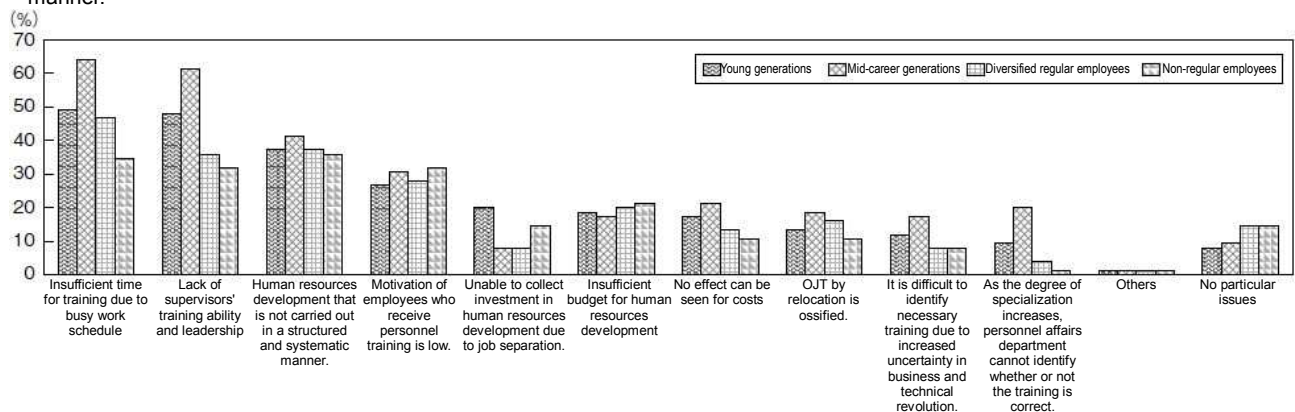 manner.
(%)
70
60
50
40
30
20
10
0
Young generations Mid-career generations Diversified regular employees Non-regular employees
Insufficient time
for training due to
busy work
schedule
Lack of
supervisors'
training ability
and leadership
Human resources
development that
is not carried out
in a structured
and systematic
manner.
Motivation of
employees who
receive
personnel
training is low.
Unable to collect
investment in
human resources
development due
to job separation.
Insufficient
budget for human
resources
development
No effect can be
seen for costs
OJT by
relocation is
ossified.
It is difficult to
identify
necessary
training due to
increased
uncertainty in
business and
technical
revolution.
As the degree of
specialization
increases,
personnel affairs
department
cannot identify
whether or not
the training is
correct.
Others
No particular
issues